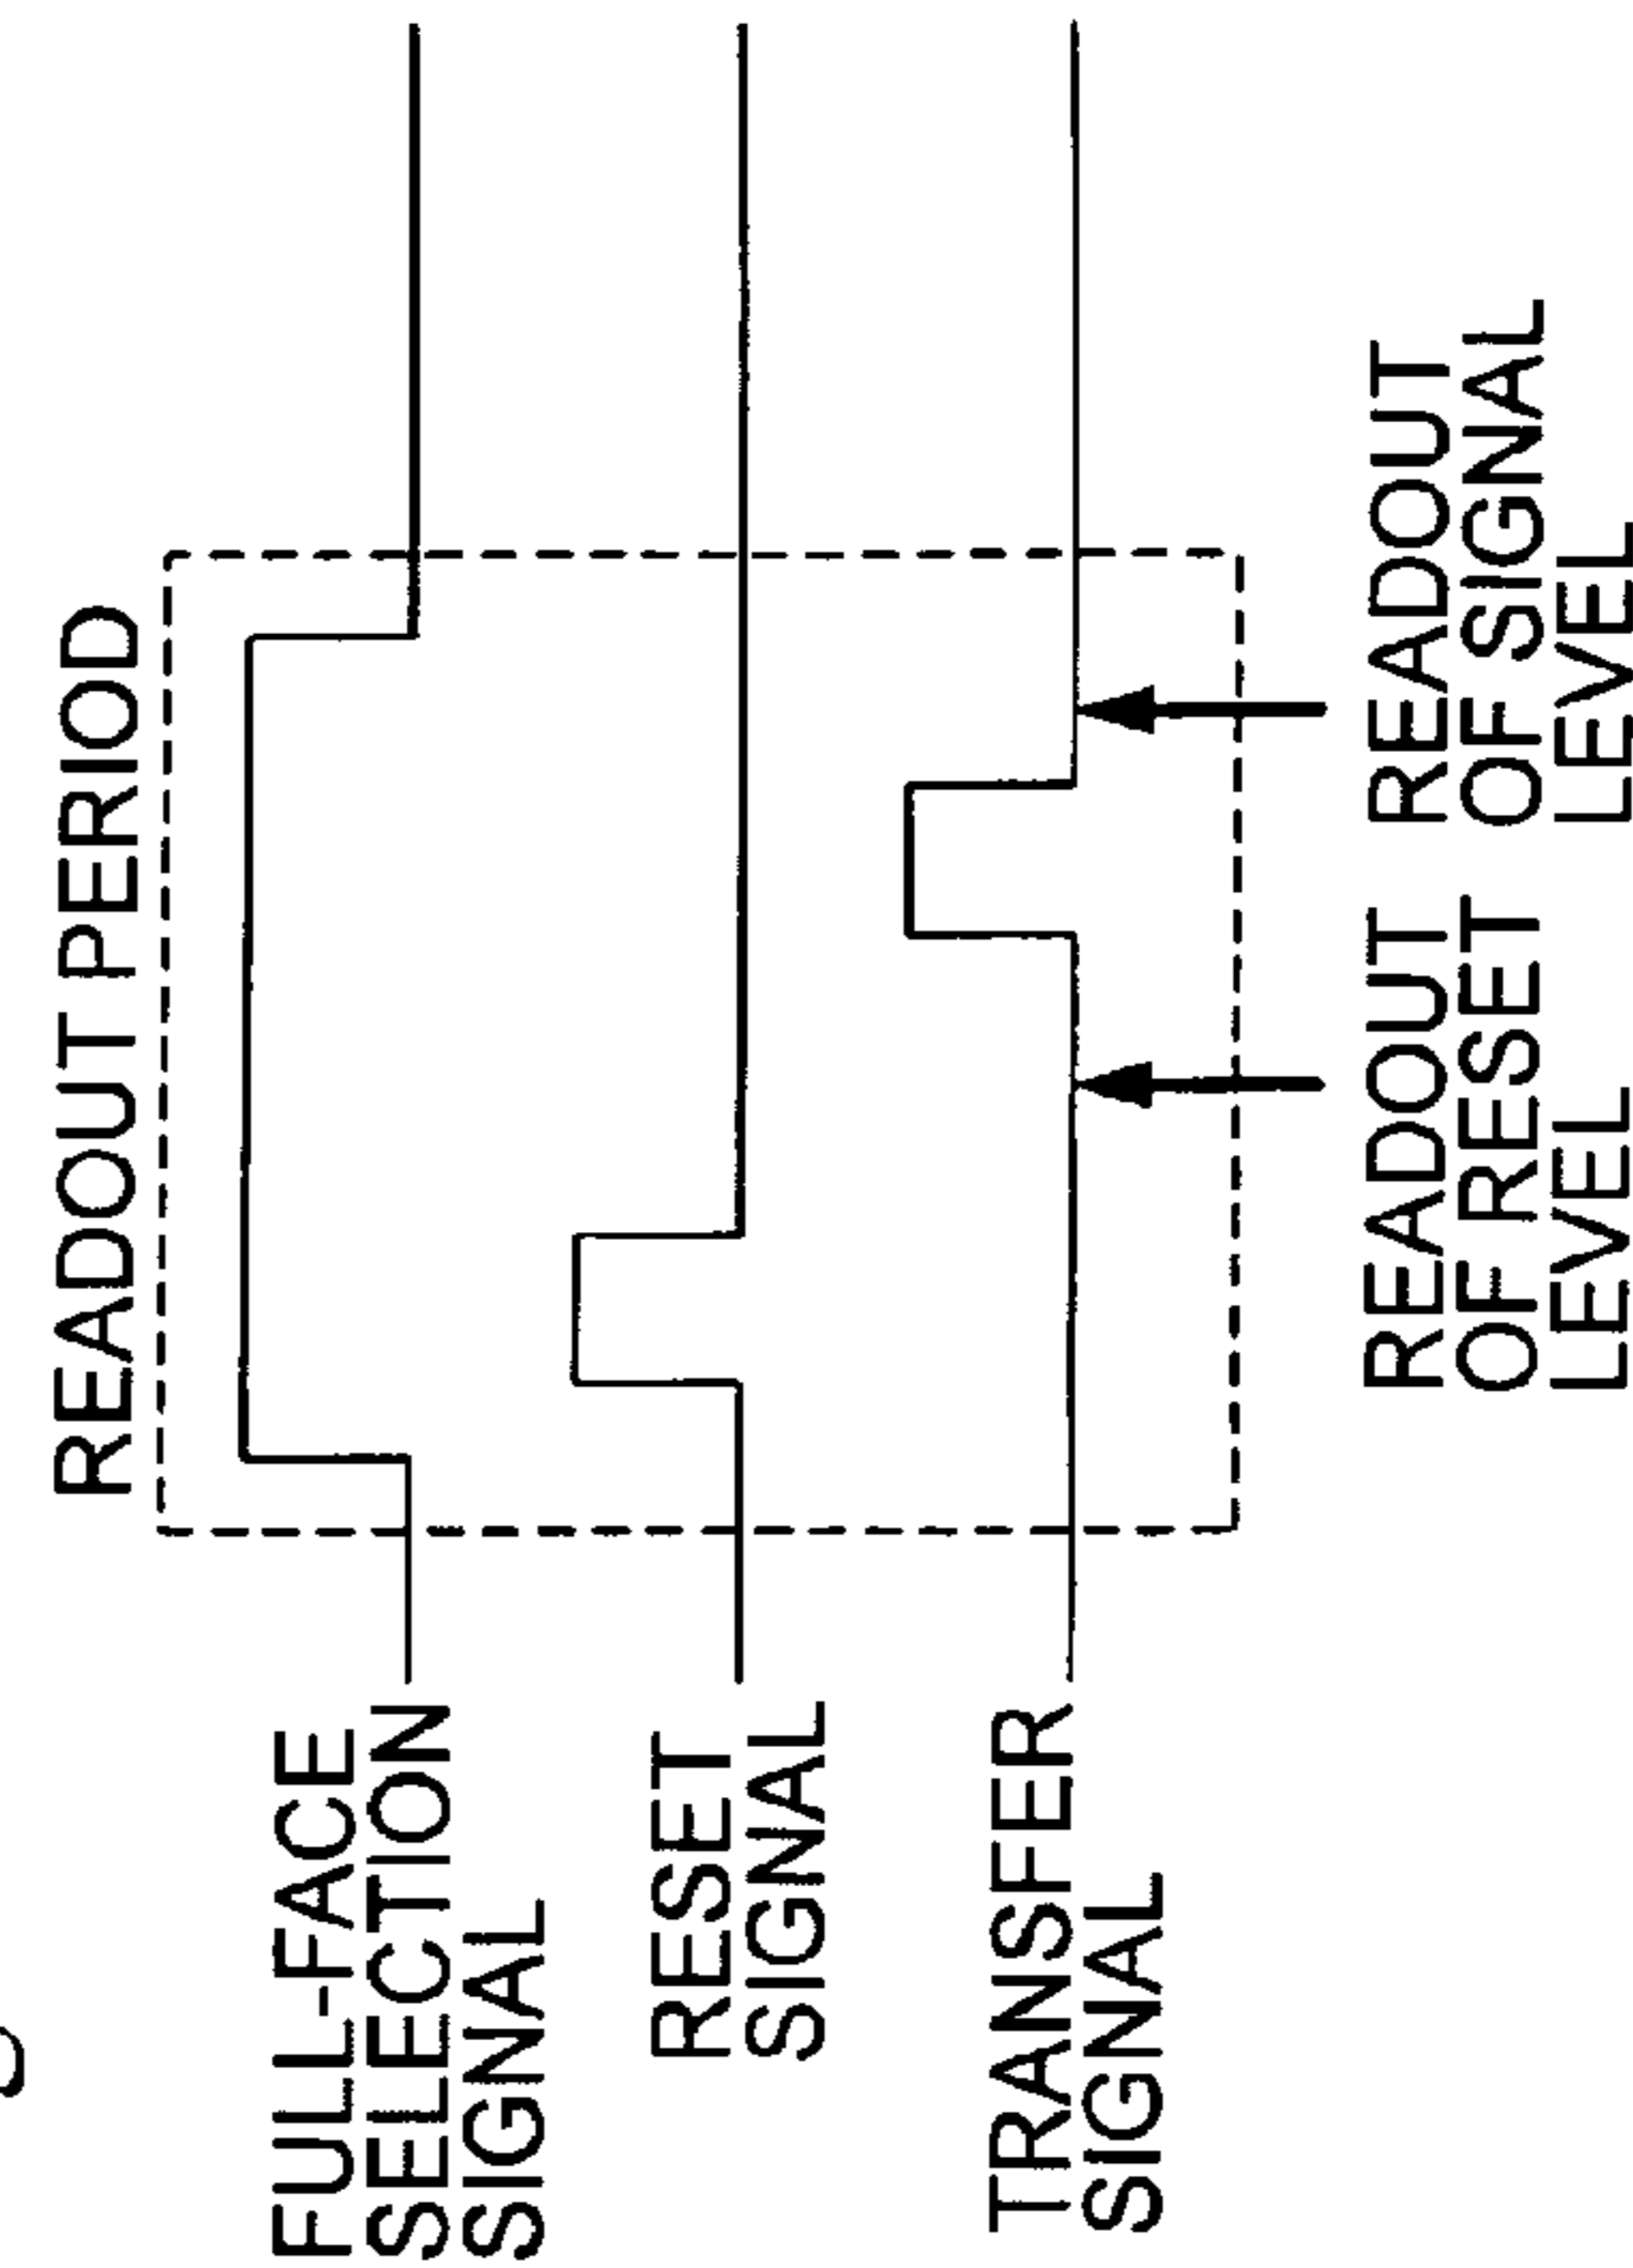 READOUT PERIOD
FULL-FACE
SELECTION
SIGNAL
RESET
SIGNAL
TRANSFER
SIGNAL
READOUT
OF RESET
LEVEL
READOUT
OF SIGNAL
LEVEL